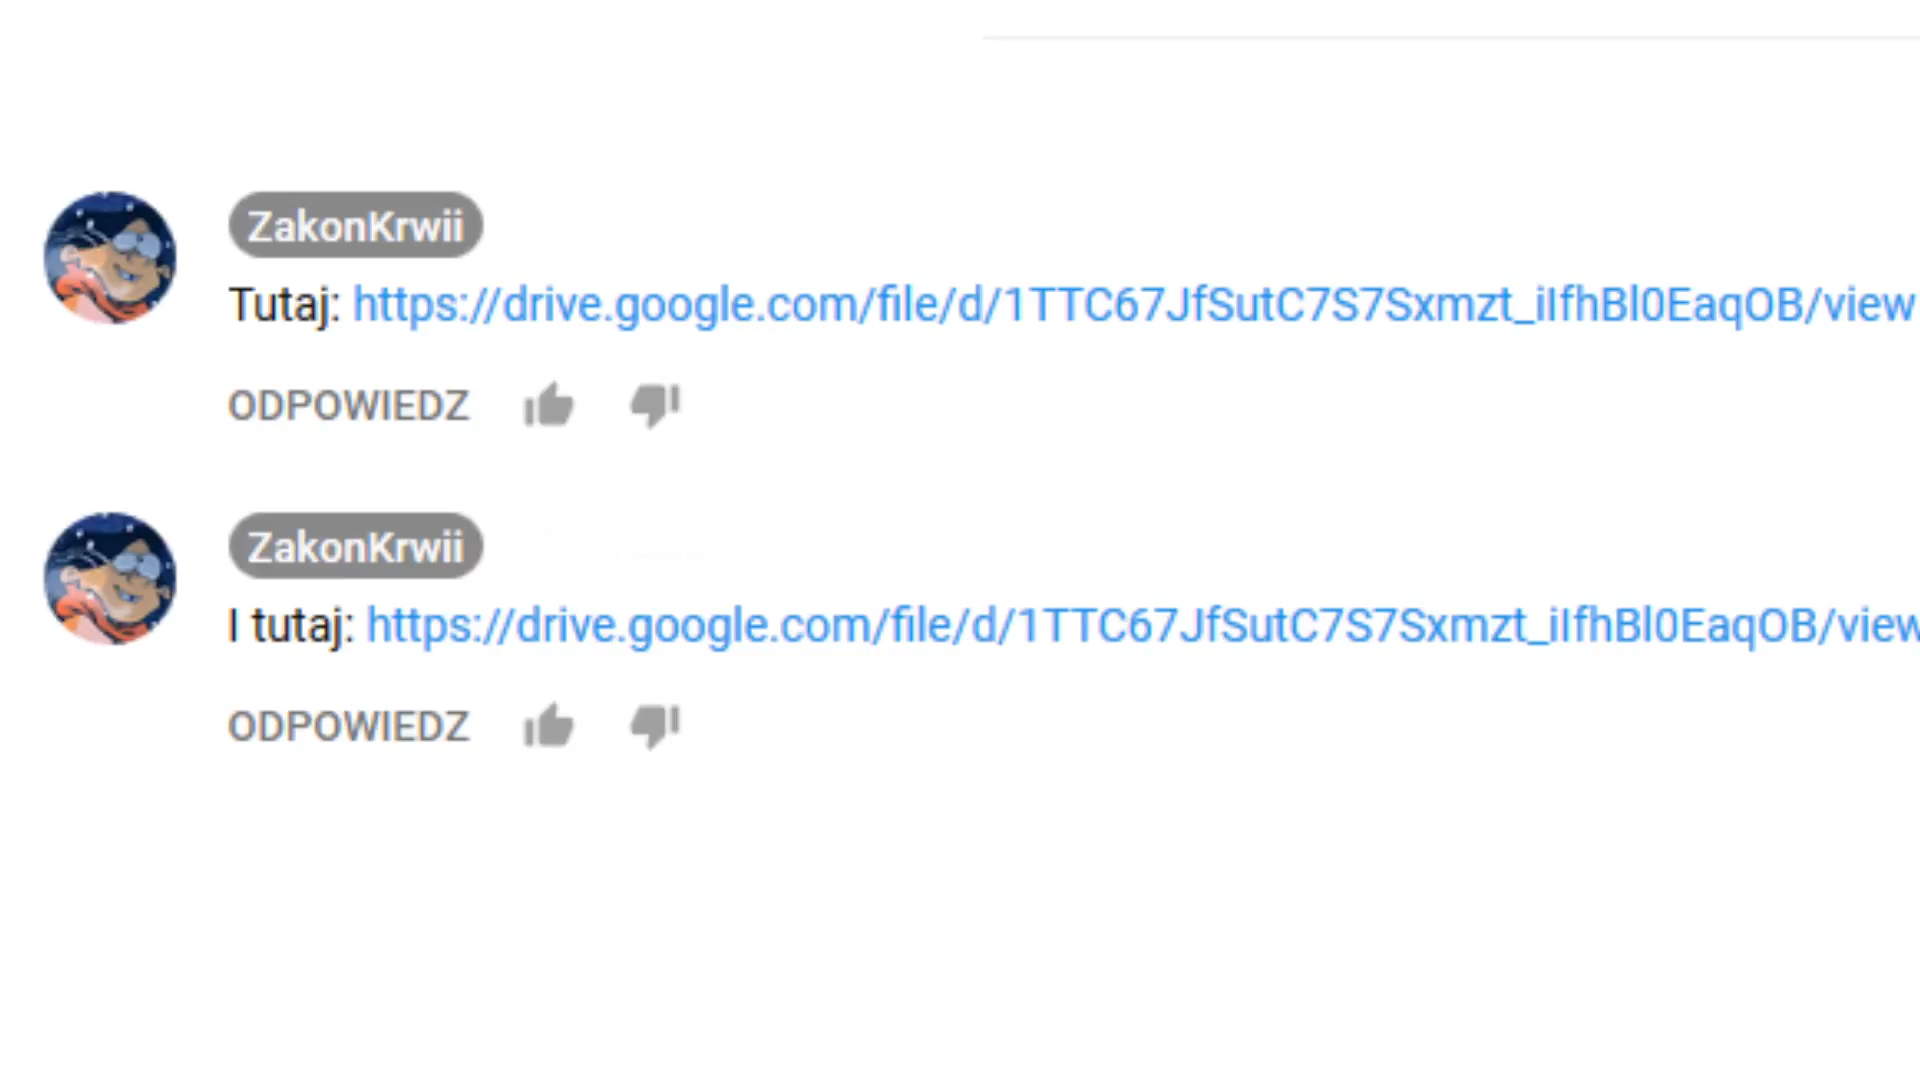 ZakonKrwii
Tutaj: https://drive.google.com/file/d/1TTC67JfSutC7S7Sxmzt_iIfhBl0EaqOB/view
ODPOWIEDZ
ZakonKrwii
I tutaj: https://drive.google.com/file/d/1TTC67JfSutC7S7Sxmzt_iIfhBl0EaqOB/view
ODPOWIEDZ